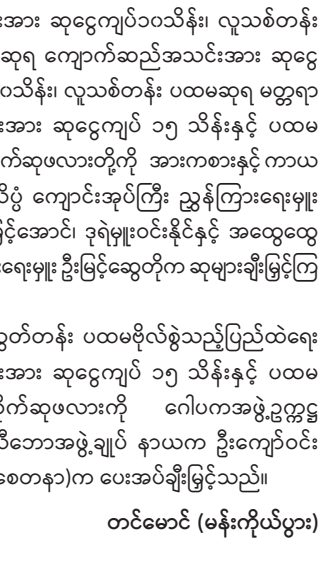 းအား ဆုငွေကျပ်၁၀သိန်း၊ လူသစ်တန်း
ဆုရ ကျောက်ဆည်အသင်းအား ဆုငွေ
၀သိန်း၊ လူသစ်တန်း ပထမဆုရ မတ္တရာ
းအား ဆုငွေကျပ် ၁၅ သိန်းနှင့် ပထမ
က်ဆုဖလားတို့ကို အားကစားနှင့် ကာယ
ပိပ္ပံ ကျောင်းအုပ်ကြီး ညွှန်ကြားရေးမှူး
မြင့်အောင်၊ ဒုရဲမှူးဝင်းနိုင်နှင့် အထွေထွေ
းရေးမှူး ဦးမြင့်ဆွေတိုက ဆုများချီးမြှင့်ကြ
လွတ်တန်း ပထမဗိုလ်စွဲသည့်ပြည်ထဲရေး
းအား ဆုငွေကျပ် ၁၅ သိန်းနှင့် ပထမ
ိုက်ဆုဖလားကို ဂေါပကအဖွဲ့ဥက္ကဋ္ဌ
သီဘောအဖွဲ့ချုပ် နာယက ဦးကျော်ဝင်း
စေတနာ)က ပေးအပ်ချီးမြှင့်သည်။
တင်မောင် (မန်းကိုယ်ပွား)